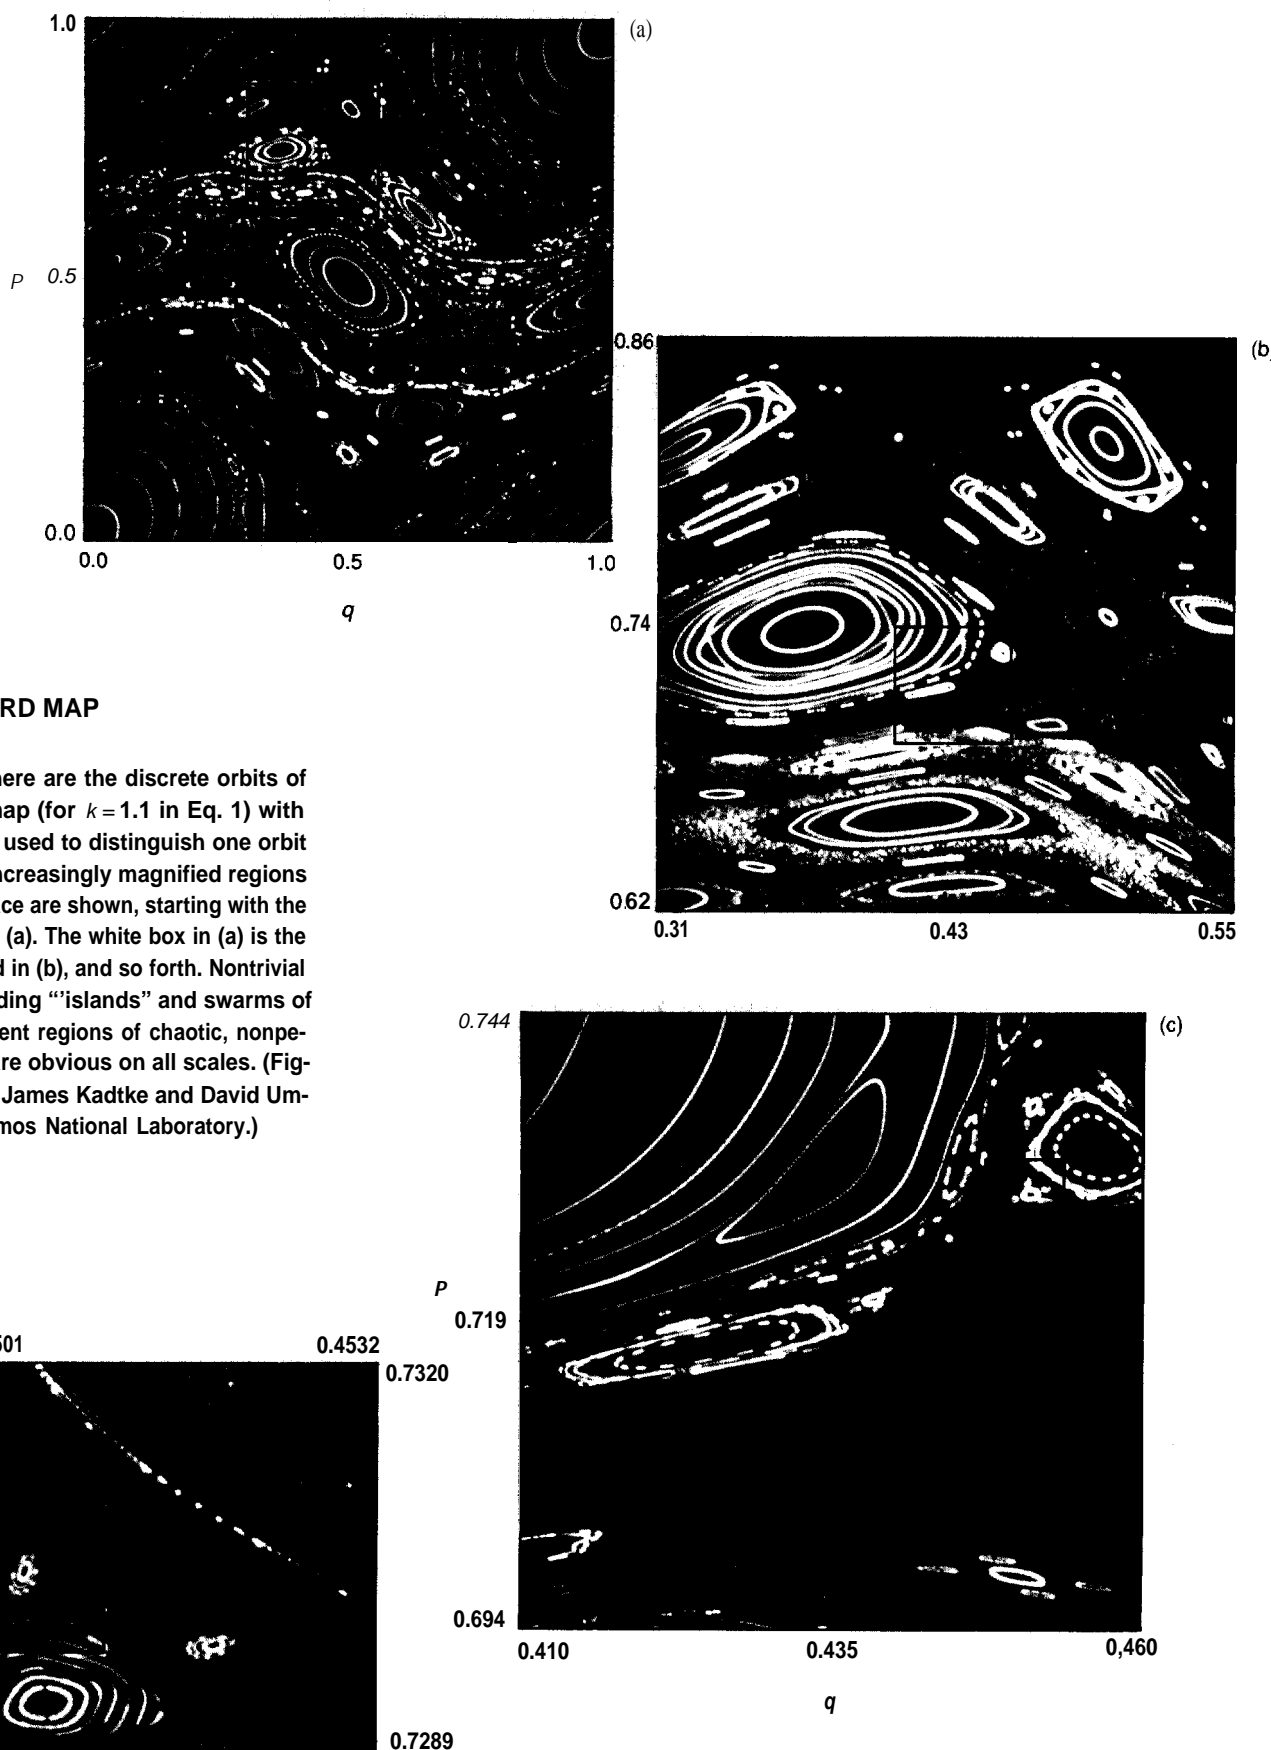 1.0
(a)
P
0.5
0.0
0.0
0.5
1.0
q
0.86
(b)
0.74
0.62
0.31
0.43
0.55
RD MAP
here are the discrete orbits of
map (for k = 1.1 in Eq. 1) with
used to distinguish one orbit
ncreasingly magnified regions
ace are shown, starting with the
(a). The white box in (a) is the
d in (b), and so forth. Nontrivial
ding "'islands" and swarms of
ent regions of chaotic, nonpe-
are obvious on all scales. (Fig-
James Kadtke and David Um-
mos National Laboratory.)
0.744
(c)
P
0.719
0.694
0.410
0.435
0,460
q
501
0.4532
0.7320
0.7289